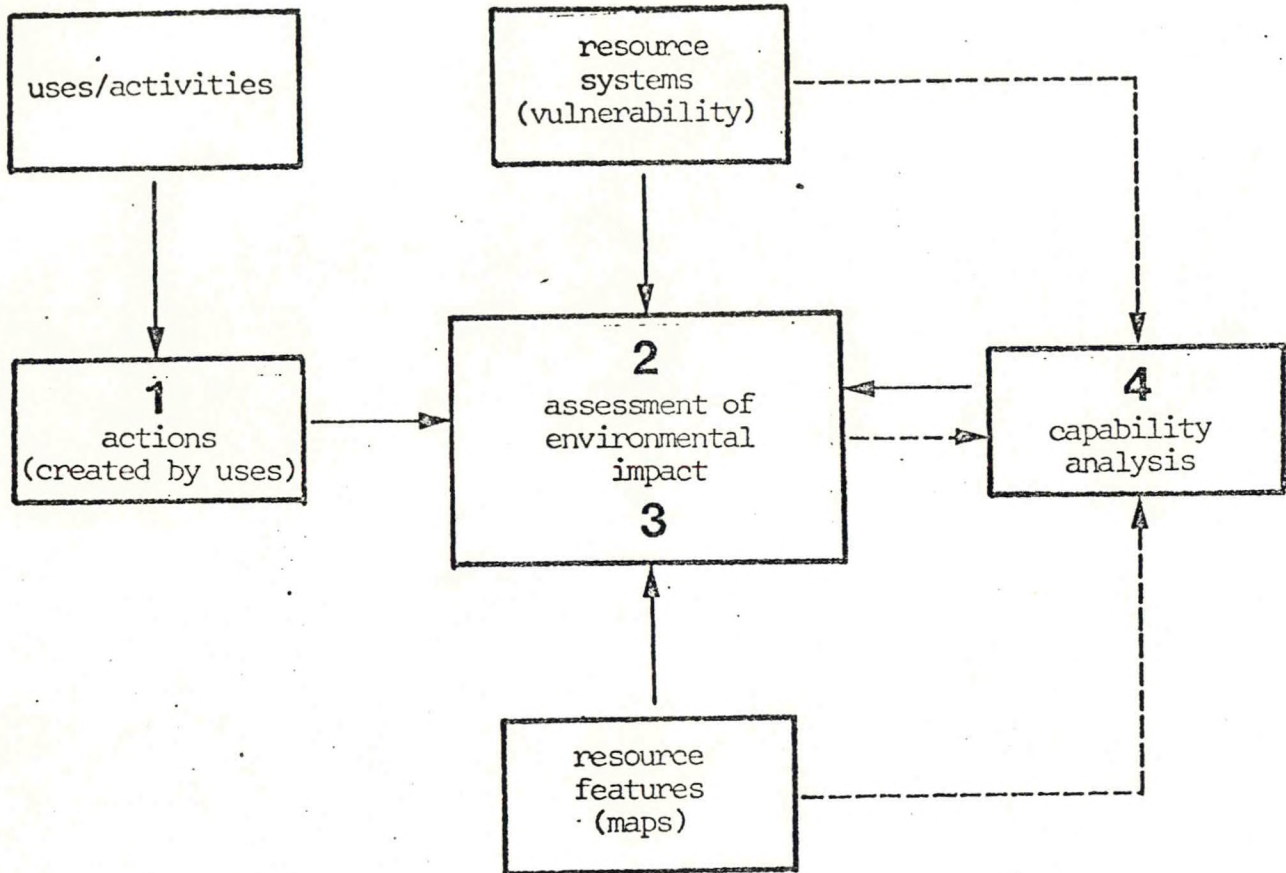 uses/activities
resource
systems
(vulnerability)
1
actions
(created by uses)
2
assessment of
environmental
impact
3
4
capability
analysis
resource
features
(maps)